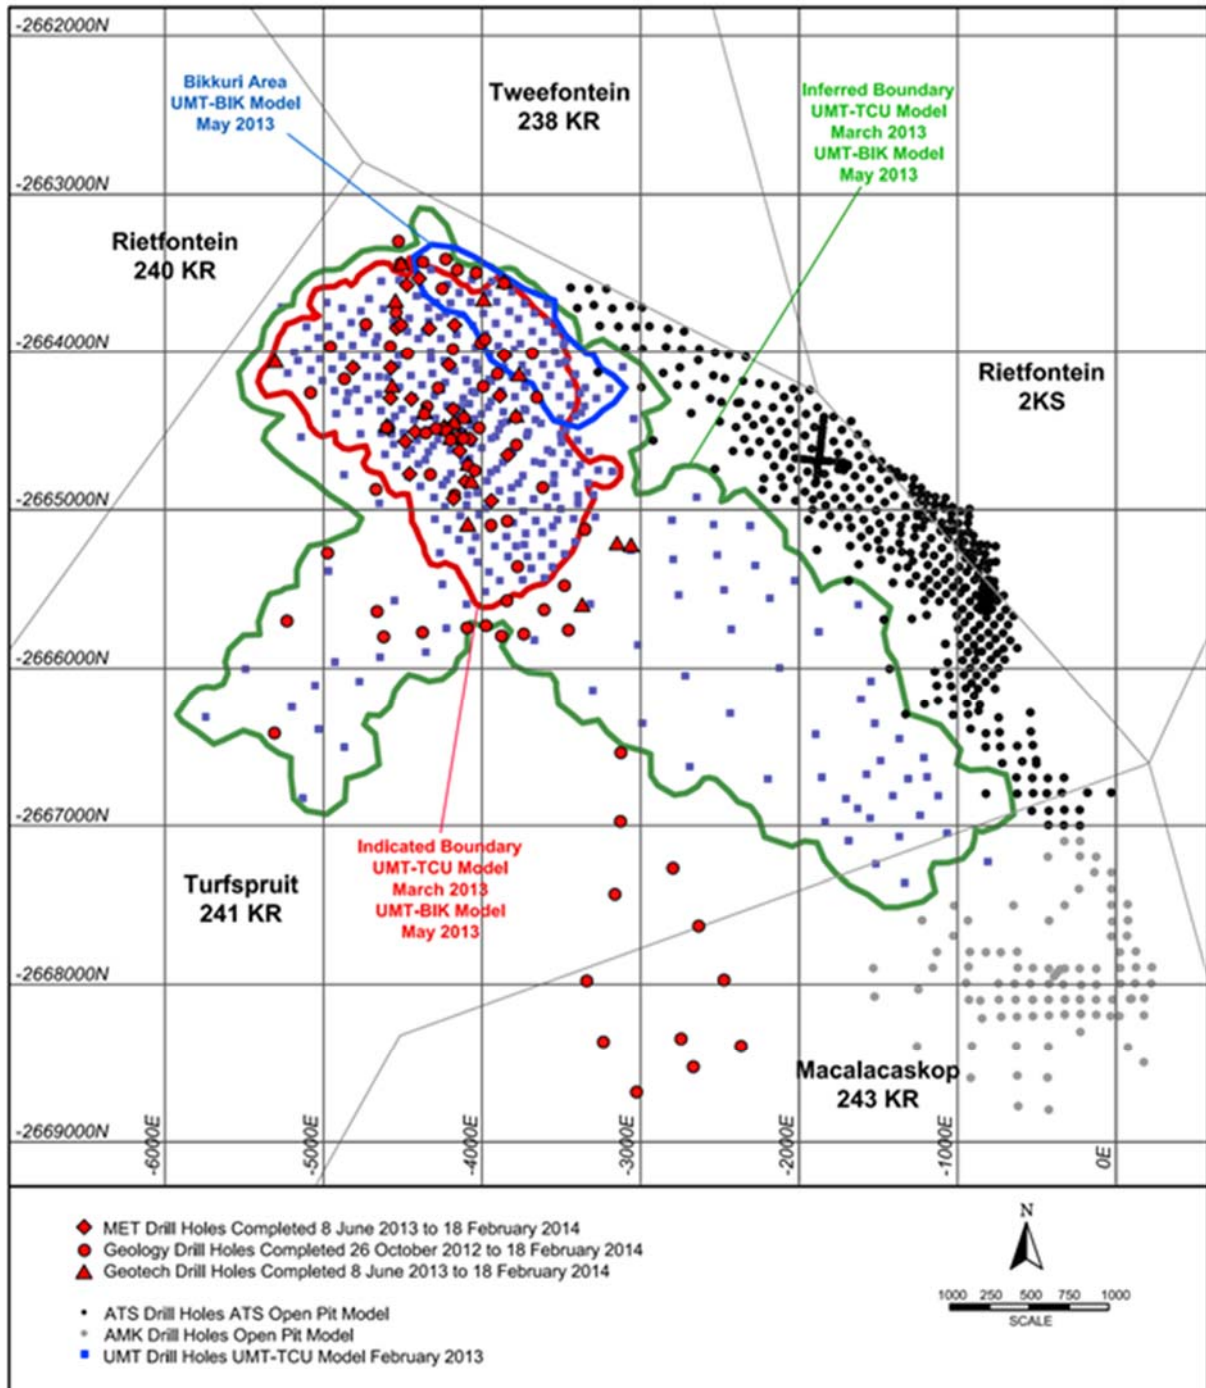 -2662000N
Bikkuri Area
UMT-BIK Model
May 2013
Tweefontein
238 KR
Inferred Boundary
UMT-TCU Model
March 2013
UMT-BIK Model
May 2013
-2663000N
Rietfontein
240 KR
-2664000N
Rietfontein
2KS
-2665000N
-2666000N
-2667000N
Indicated Boundary
UMT-TCU Model
March 2013
UMT-BIK Model
May 2013
Turfspruit
241 KR
-2668000N
Macalacaskop
243 KR
-2669000N
-6000E
-5000E
-4000E
-3000E
-2000E
-1000E
0E
MET Drill Holes Completed 8 June 2013 to 18 February 2014
Geology Drill Holes Completed 26 October 2012 to 18 February 2014
Geotech Drill Holes Completed 8 June 2013 to 18 February 2014
ATS Drill Holes ATS Open Pit Model
AMK Drill Holes Open Pit Model
UMT Drill Holes UMT-TCU Model February 2013
N
1000 250 500 750 1000
SCALE